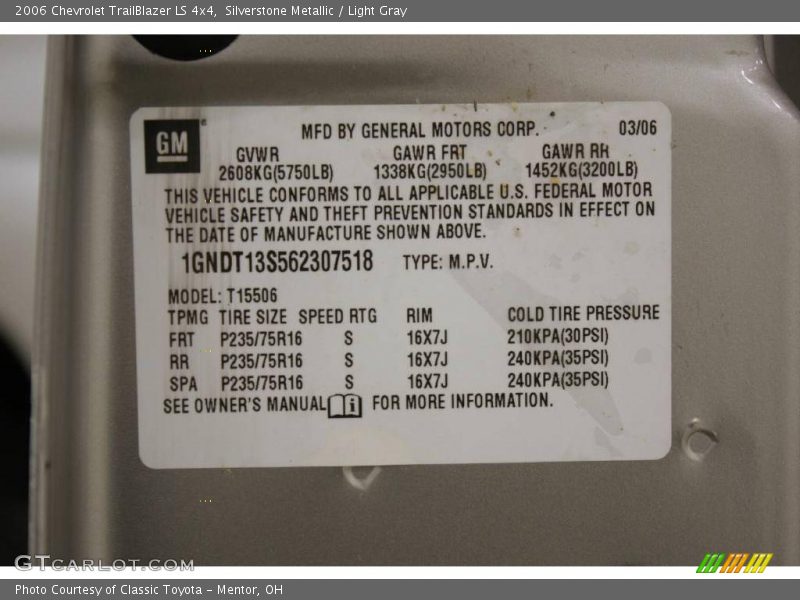 2006 Chevrolet TrailBlazer LS 4x4,  Silverstone Metallic / Light Gray
GM
MFD BY GENERAL MOTORS CORP. 03/06
GVWR GAWR FRT GAWR RR
2608KG(5750LB) 1338KG(2950LB) 1452KG(3200LB)
THIS VEHICLE CONFORMS TO ALL APPLICABLE U.S. FEDERAL MOTOR
VEHICLE SAFETY AND THEFT PREVENTION STANDARDS IN EFFECT ON
THE DATE OF MANUFACTURE SHOWN ABOVE.
1GNDT13S562307518 TYPE: M.P.V.
MODEL: T15506
TPMG TIRE SIZE SPEED RTG RIM COLD TIRE PRESSURE
FRT P235/75R16 S 16X7J 210KPA(30PSI)
RR P235/75R16 S 16X7J 240KPA(35PSI)
SPA P235/75R16 S 16X7J 240KPA(35PSI)
SEE OWNER'S MANUAL FOR MORE INFORMATION.
GTCARLOT.COM
Photo Courtesy of Classic Toyota - Mentor, OH